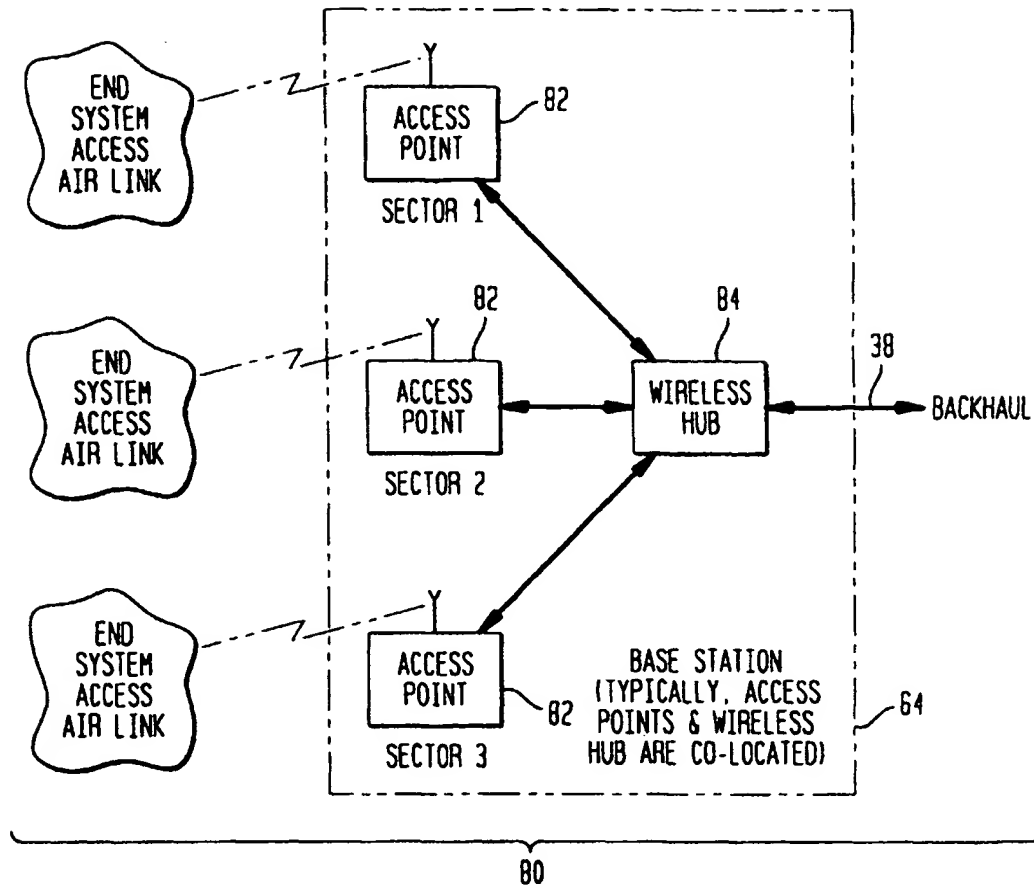 END
SYSTEM
ACCESS
AIR LINK
ACCESS
POINT
82
SECTOR 1
END
SYSTEM
ACCESS
AIR LINK
82
ACCESS
POINT
SECTOR 2
84
WIRELESS
HUB
38
BACKHAUL
END
SYSTEM
ACCESS
AIR LINK
ACCESS
POINT
82
SECTOR 3
BASE STATION
(TYPICALLY, ACCESS
POINTS & WIRELESS
HUB ARE CO-LOCATED)
64
80